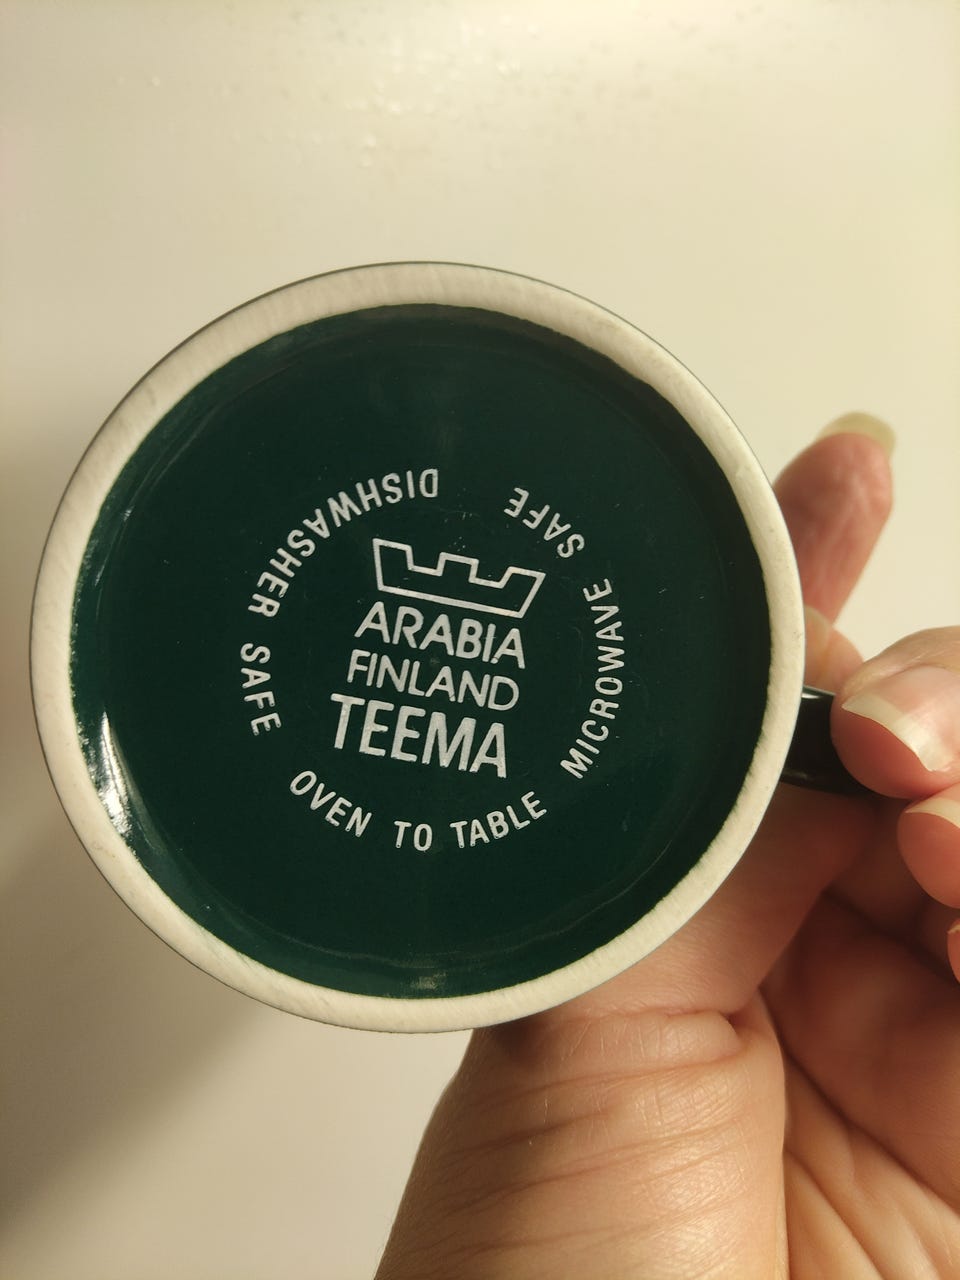 ARABIA
FINLAND
TEEMA
OVEN TO TABLE
MICROWAVE SAFE
DISHWASHER SAFE